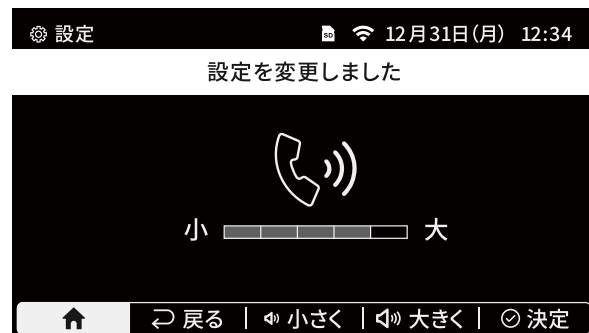 設定 SD 12月31日(月) 12:34
設定を変更しました
小 大
戻る 小さく 大きく 決定